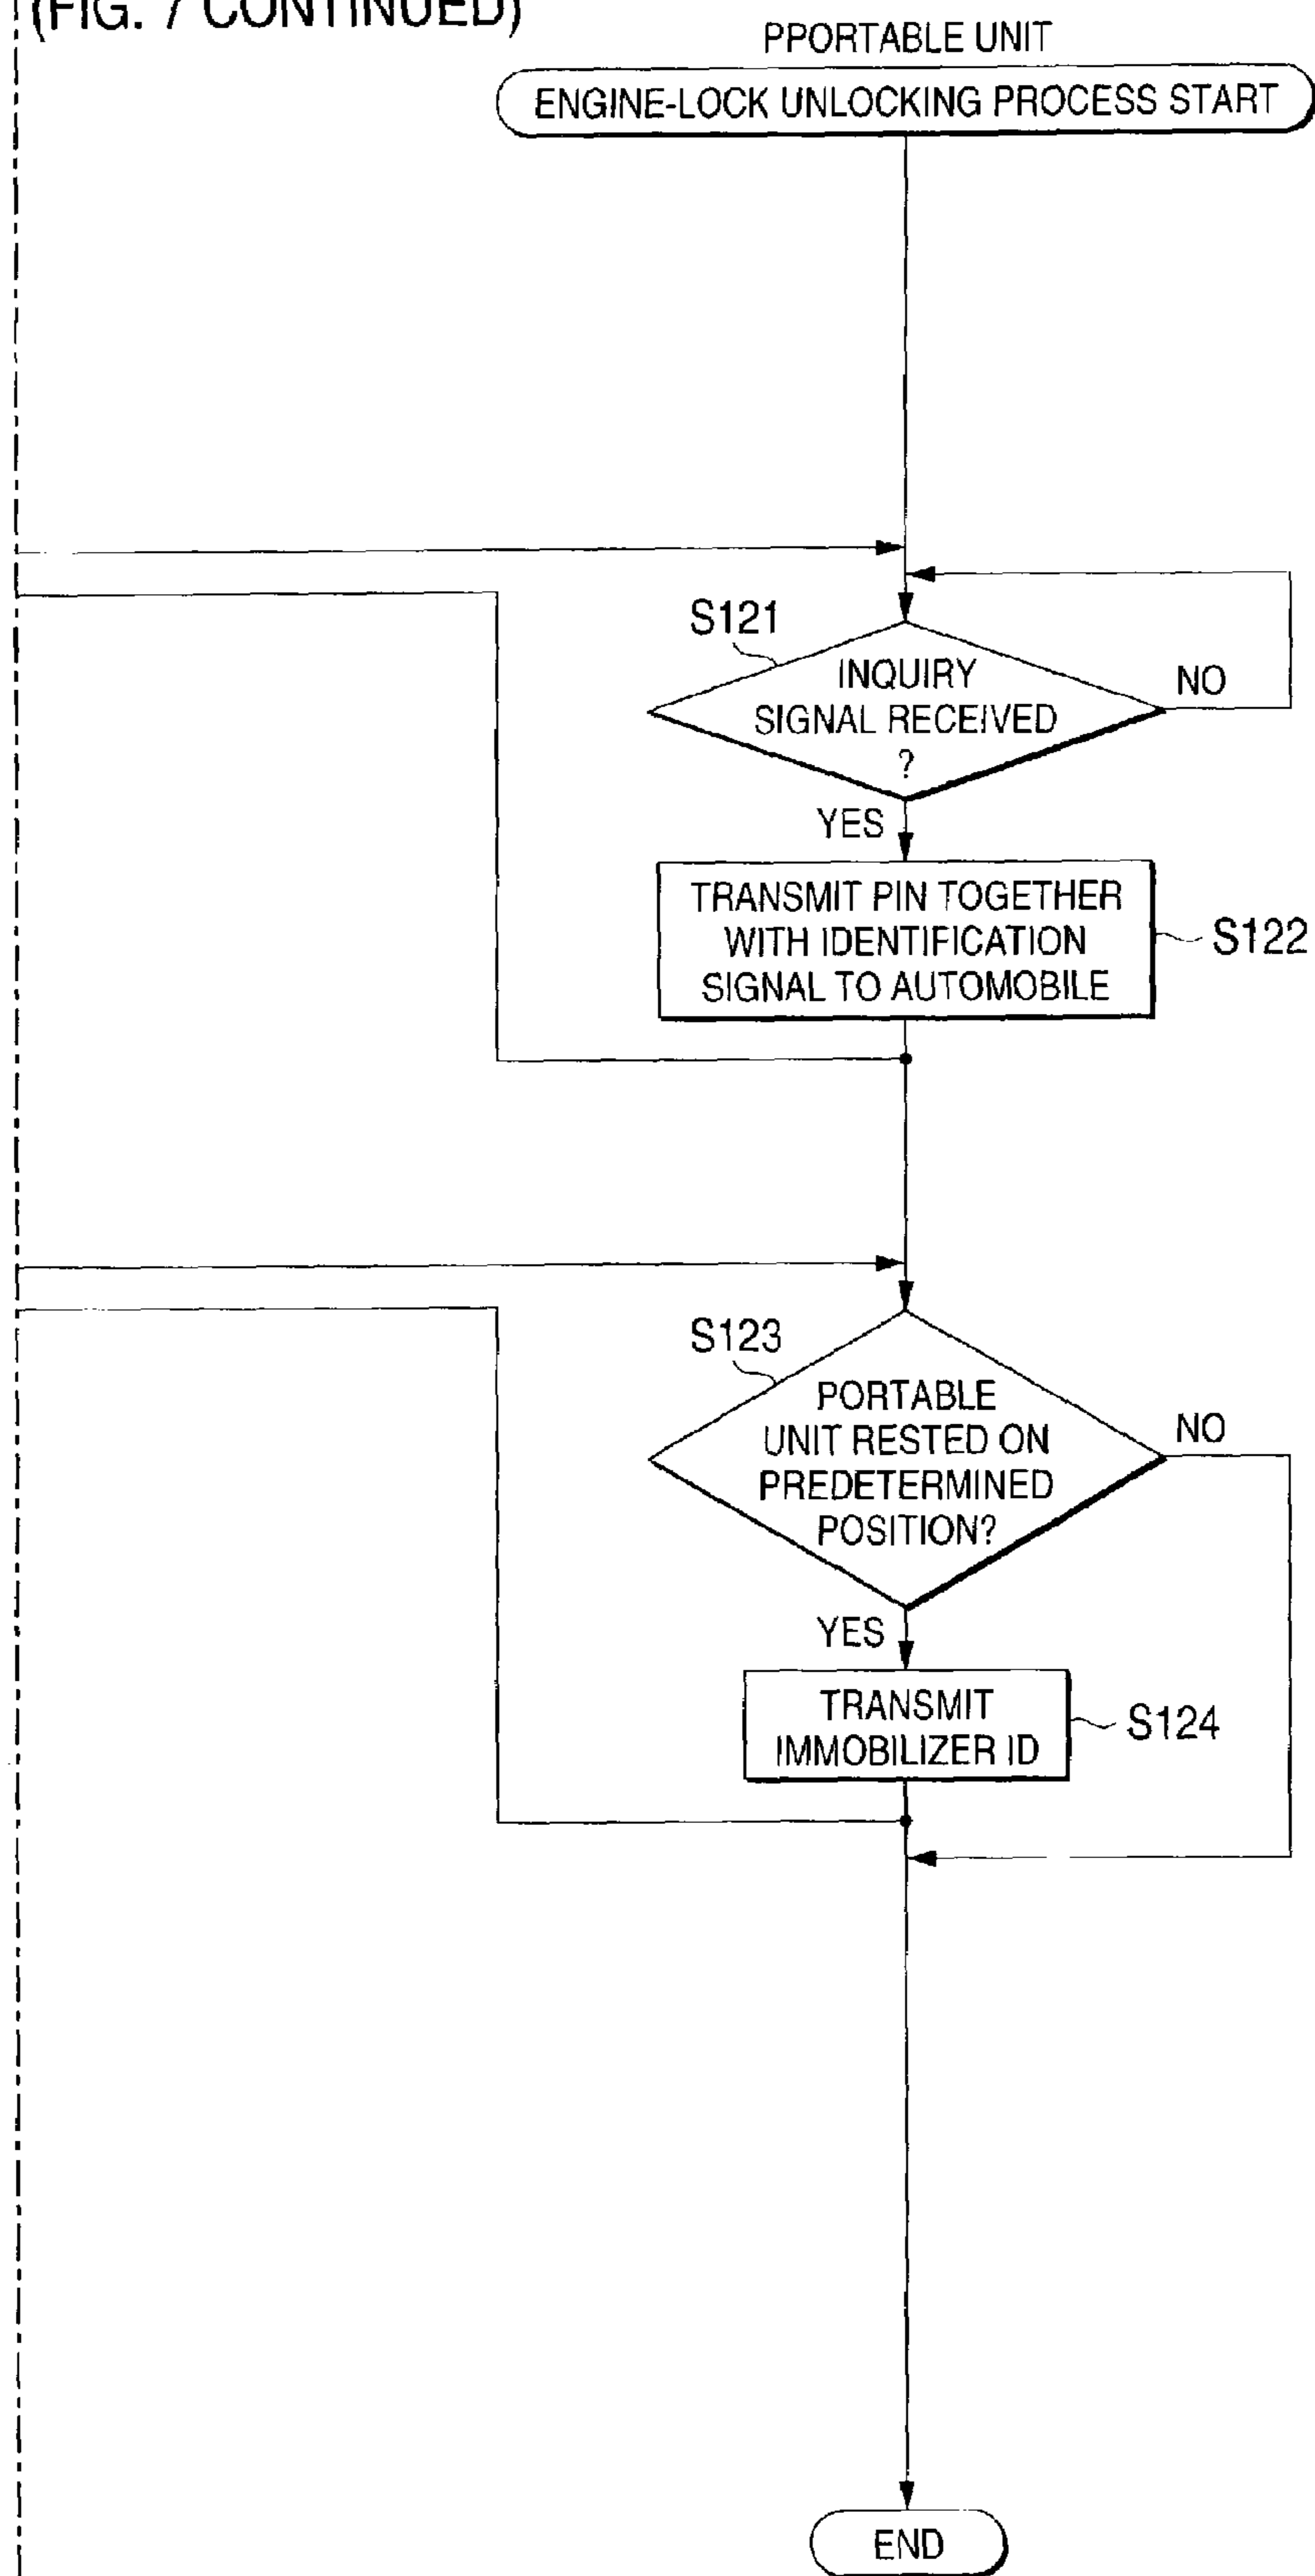 (FIG. 7 CONTINUED)
PPORTABLE UNIT
ENGINE-LOCK UNLOCKING PROCESS START
S121
INQUIRY
SIGNAL RECEIVED
?
NO
YES
TRANSMIT PIN TOGETHER
WITH IDENTIFICATION
SIGNAL TO AUTOMOBILE
S122
S123
PORTABLE
UNIT RESTED ON
PREDETERMINED
POSITION?
NO
YES
TRANSMIT
IMMOBILIZER ID
S124
END